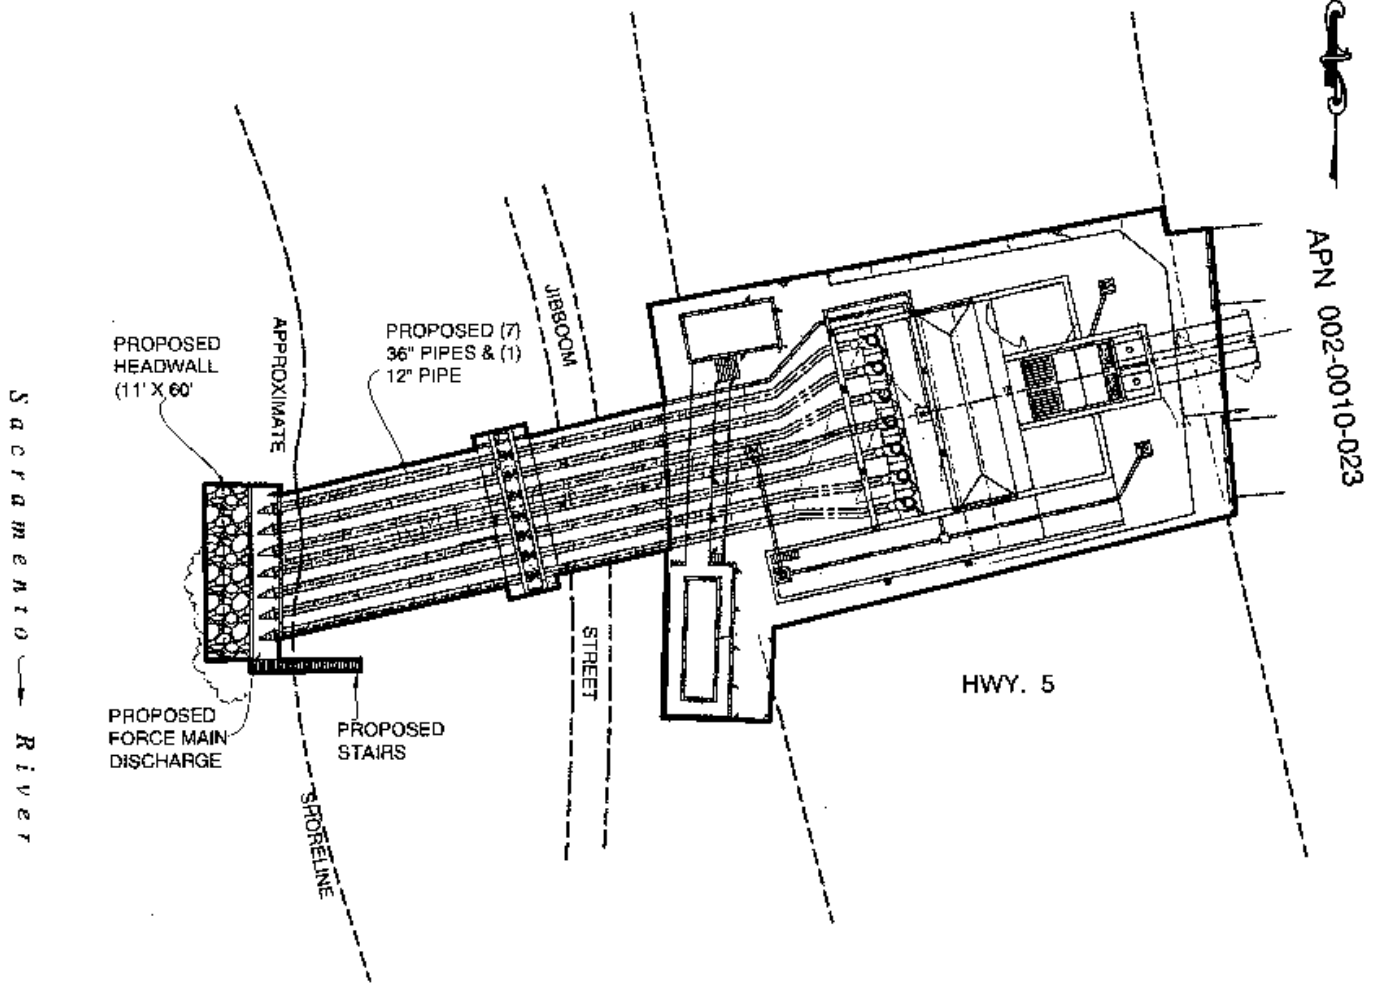 APN 002-0010-023
JIBBOOM
STREET
PROPOSED (7)
36" PIPES & (1)
12" PIPE
PROPOSED
HEADWALL
(11' X 60'
APPROXIMATE
SHORELINE
HWY. 5
PROPOSED
FORCE MAIN
DISCHARGE
PROPOSED
STAIRS
Sacramento River